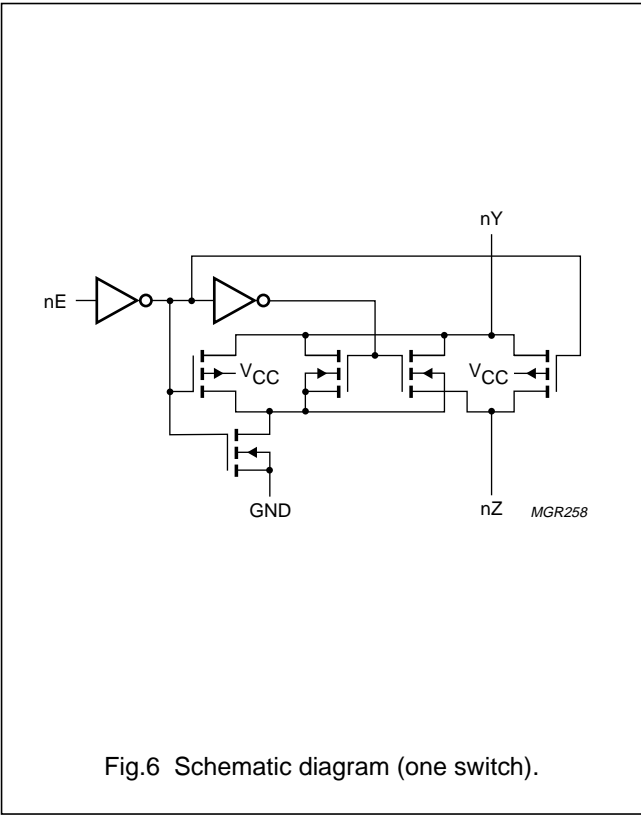 nY
nE
VCC
VCC
GND
nZ
MGR258
Fig.6 Schematic diagram (one switch).